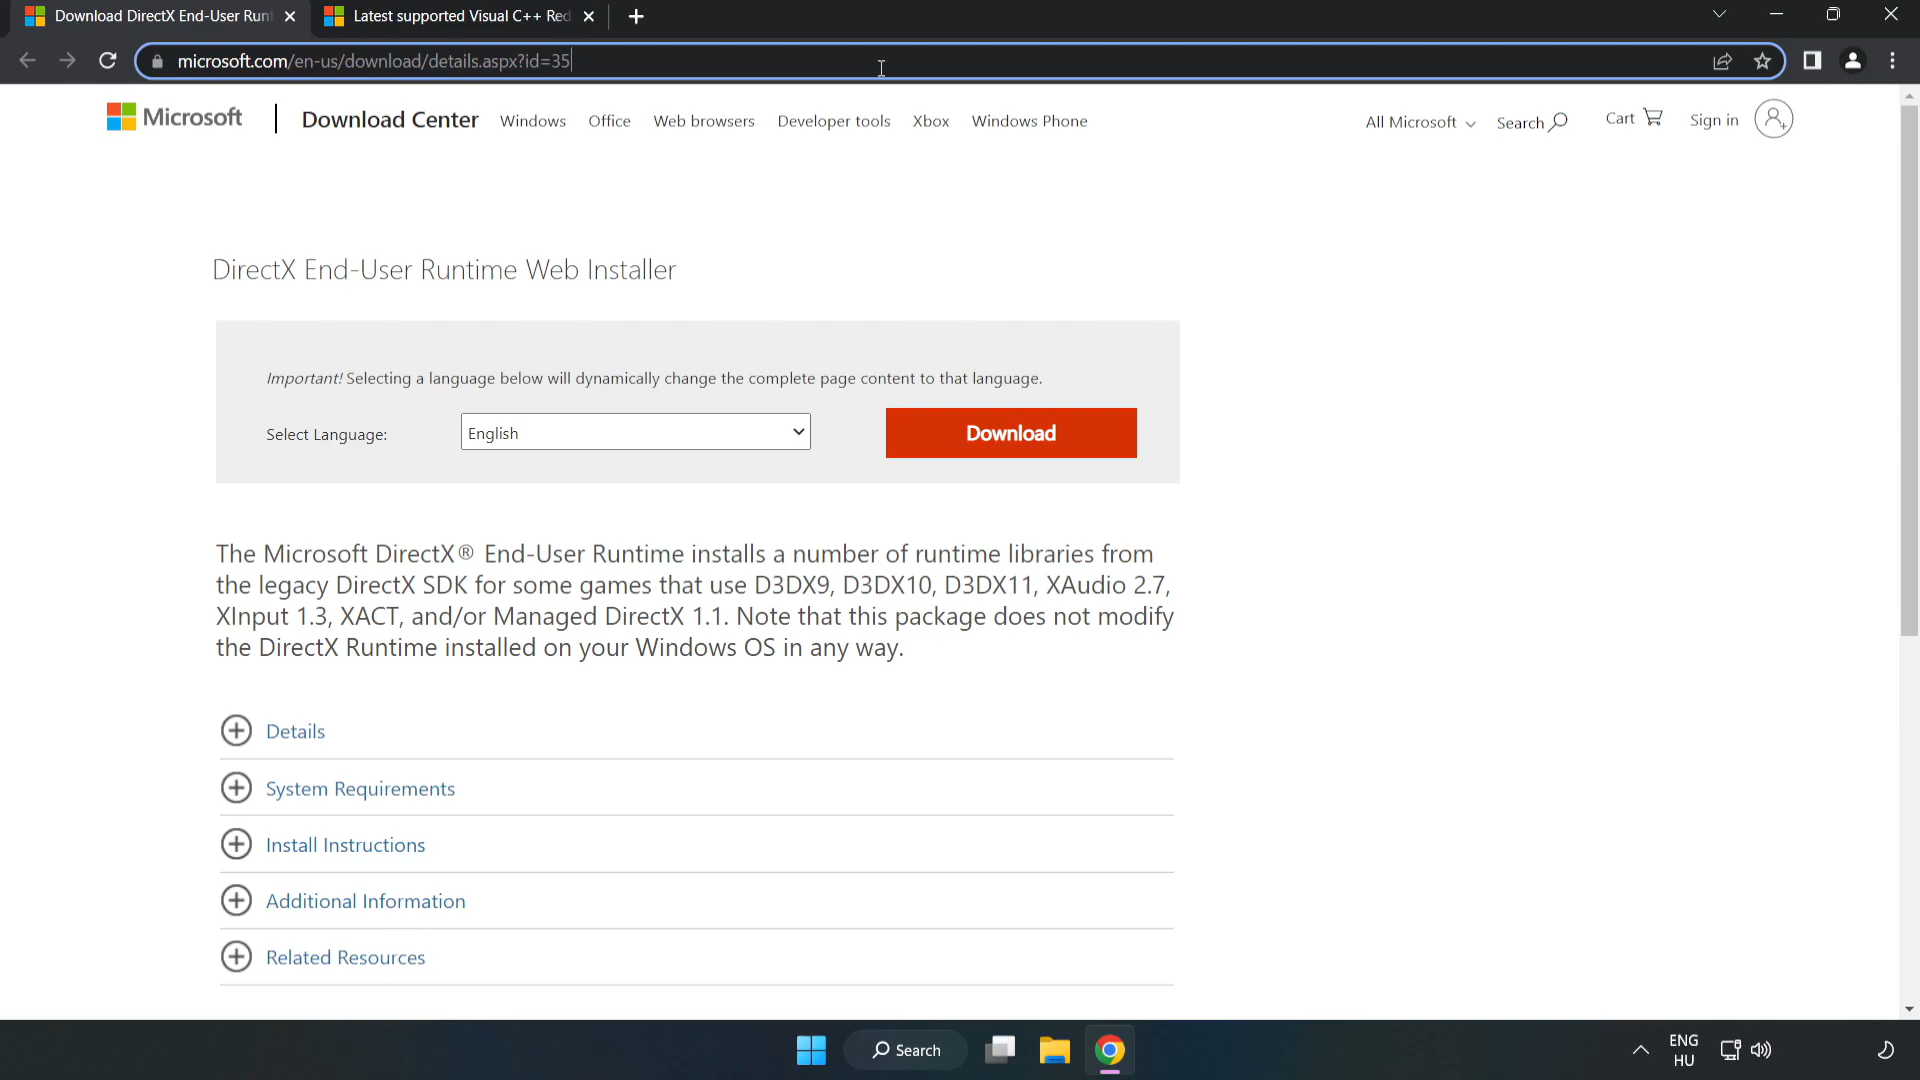 Download DirectX End-User Runt
Latest supported Visual C++ Red
microsoft.com/en-us/download/details.aspx?id=35
Microsoft
Download Center
Windows
Office
Web browsers
Developer tools
Xbox
Windows Phone
All Microsoft
Search
Cart
Sign in
DirectX End-User Runtime Web Installer
Important! Selecting a language below will dynamically change the complete page content to that language.
Select Language:
English
Download
The Microsoft DirectX® End-User Runtime installs a number of runtime libraries from
the legacy DirectX SDK for some games that use D3DX9, D3DX10, D3DX11, XAudio 2.7,
XInput 1.3, XACT, and/or Managed DirectX 1.1. Note that this package does not modify
the DirectX Runtime installed on your Windows OS in any way.
Details
System Requirements
Install Instructions
Additional Information
Related Resources
Search
ENG
HU